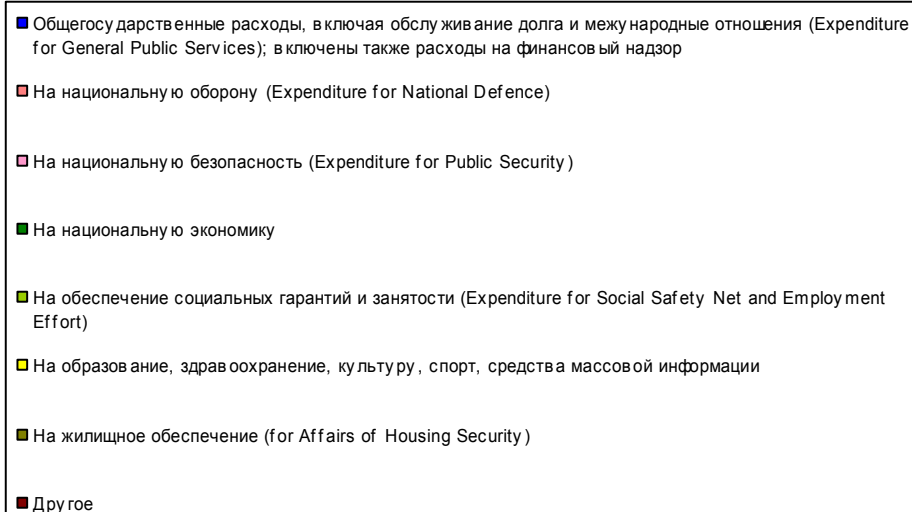 Общегосударственные расходы, включая обслуживание долга и межународные отношения (Expenditure
for General Public Services); включены также расходы на финансовый надзор
На национальную оборону (Expenditure for National Defence)
На национальную безопасность (Expenditure for Public Security)
На национальную экономику
На обеспечение социальных гарантий и занятости (Expenditure for Social Safety Net and Employment
Effort)
На образование, здравоохранение, культуру, спорт, средства массовой информации
На жилищное обеспечение (for Affairs of Housing Security)
Другое